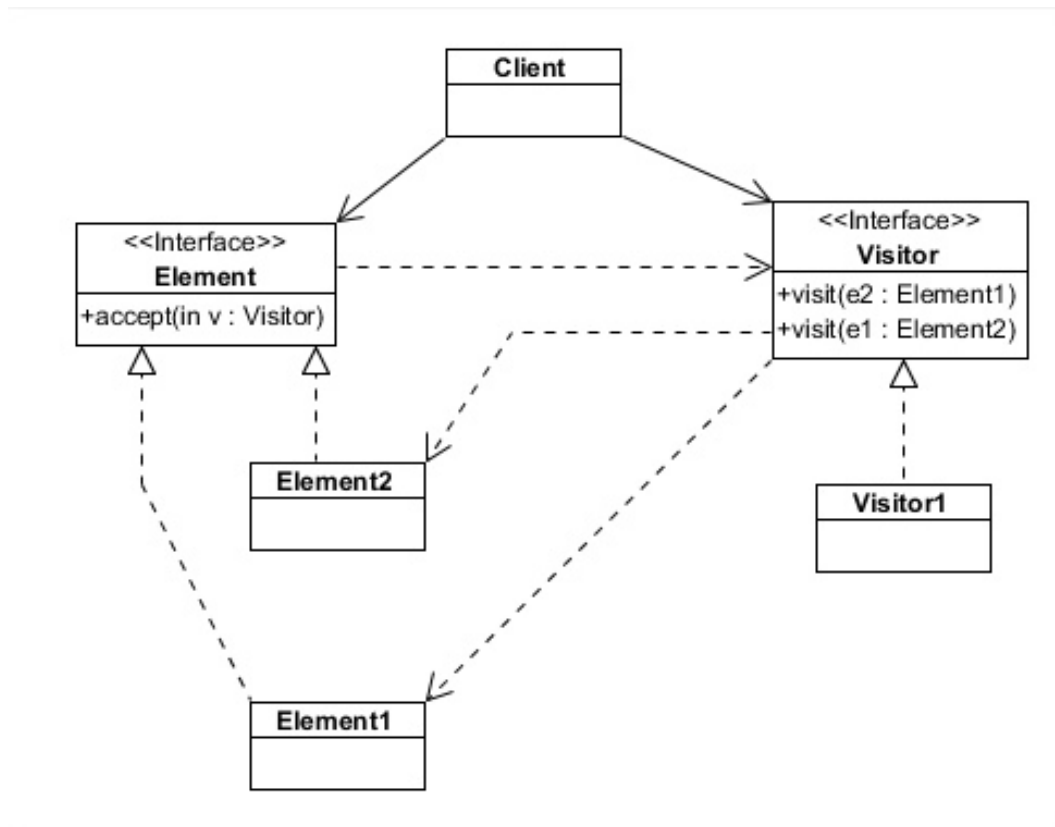 Client
<<Interface>>
Element
+accept(in v : Visitor)
<<Interface>>
Visitor
+visit(e2 : Element1)
+visit(e1 : Element2)
Element2
Visitor1
Element1